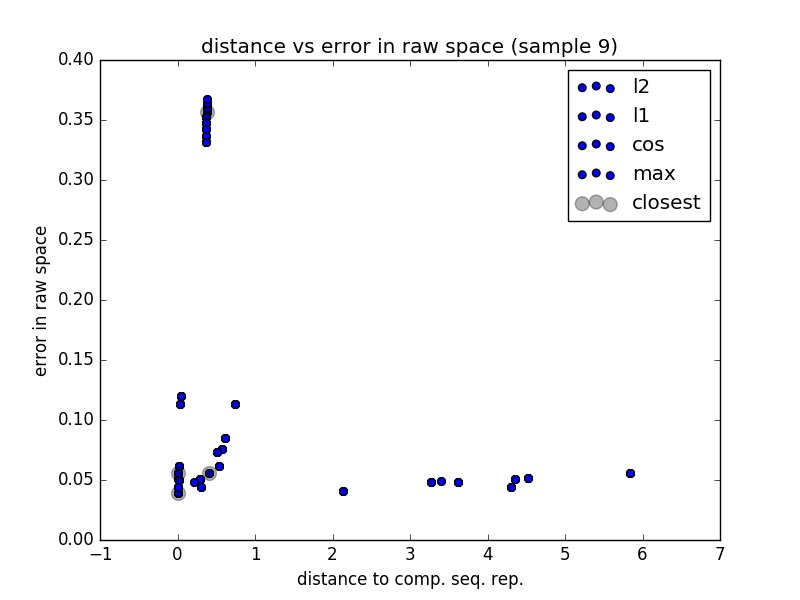 distance vs error in raw space (sample 9)
0.40
0.35
0.30
0.25
0.20
0.15
0.10
0.05
0.00
error in raw space
l2
l1
cos
max
closest
−1 0 1 2 3 4 5 6 7
distance to comp. seq. rep.